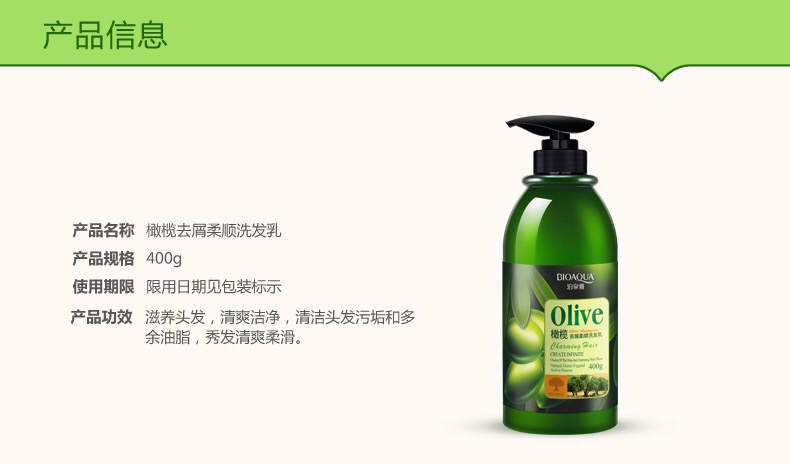 产品信息
产品名称 橄榄去屑柔顺洗发乳
产品规格 400g
使用期限 限用日期见包装标示
产品功效 滋养头发，清爽洁净，清洁头发污垢和多
余油脂，秀发清爽柔滑。
BIOAQUA
泊泉雅
Olive
Olive Shampoo
橄榄 去屑柔顺洗发乳
Charming Hair
CREATE INFINITE
400g